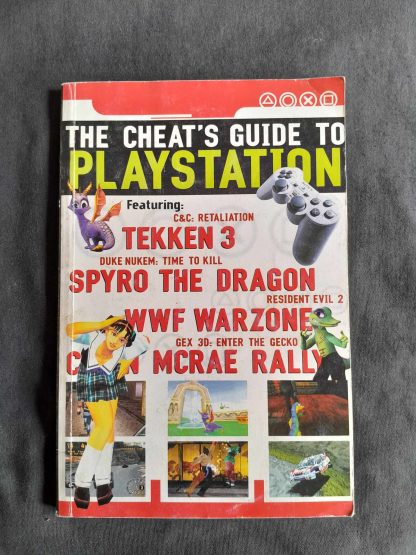 THE CHEAT'S GUIDE TO
PLAYSTATION
Featuring:
C&C: RETALIATION
TEKKEN 3
DUKE NUKEM: TIME TO KILL
SPYRO THE DRAGON
RESIDENT EVIL 2
WWF WARZONE
GEX 3D: ENTER THE GECKO
MCRAE RALLY